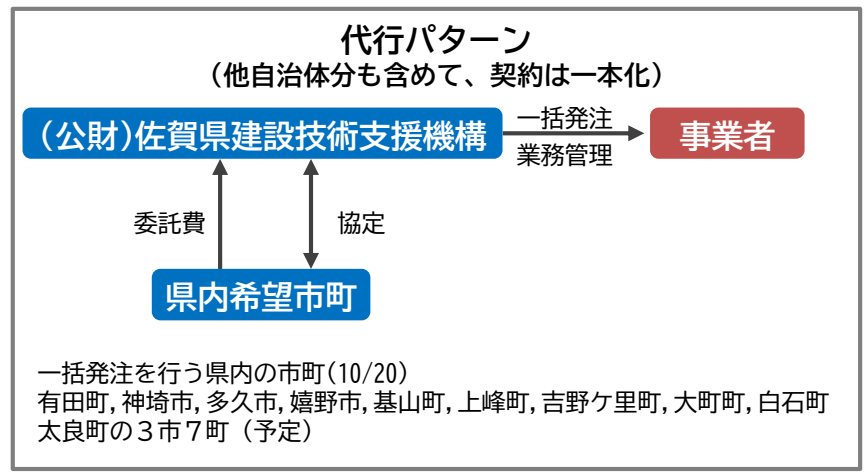 代行パターン
（他自治体分も含めて、契約は一本化）
（公財）佐賀県建設技術支援機構
一括発注
業務管理
事業者
委託費
協定
県内希望市町
一括発注を行う県内の市町(10/20)
有田町,神埼市,多久市,嬉野市,基山町,上峰町,吉野ケ里町,大町町,白石町
太良町の３市７町（予定）